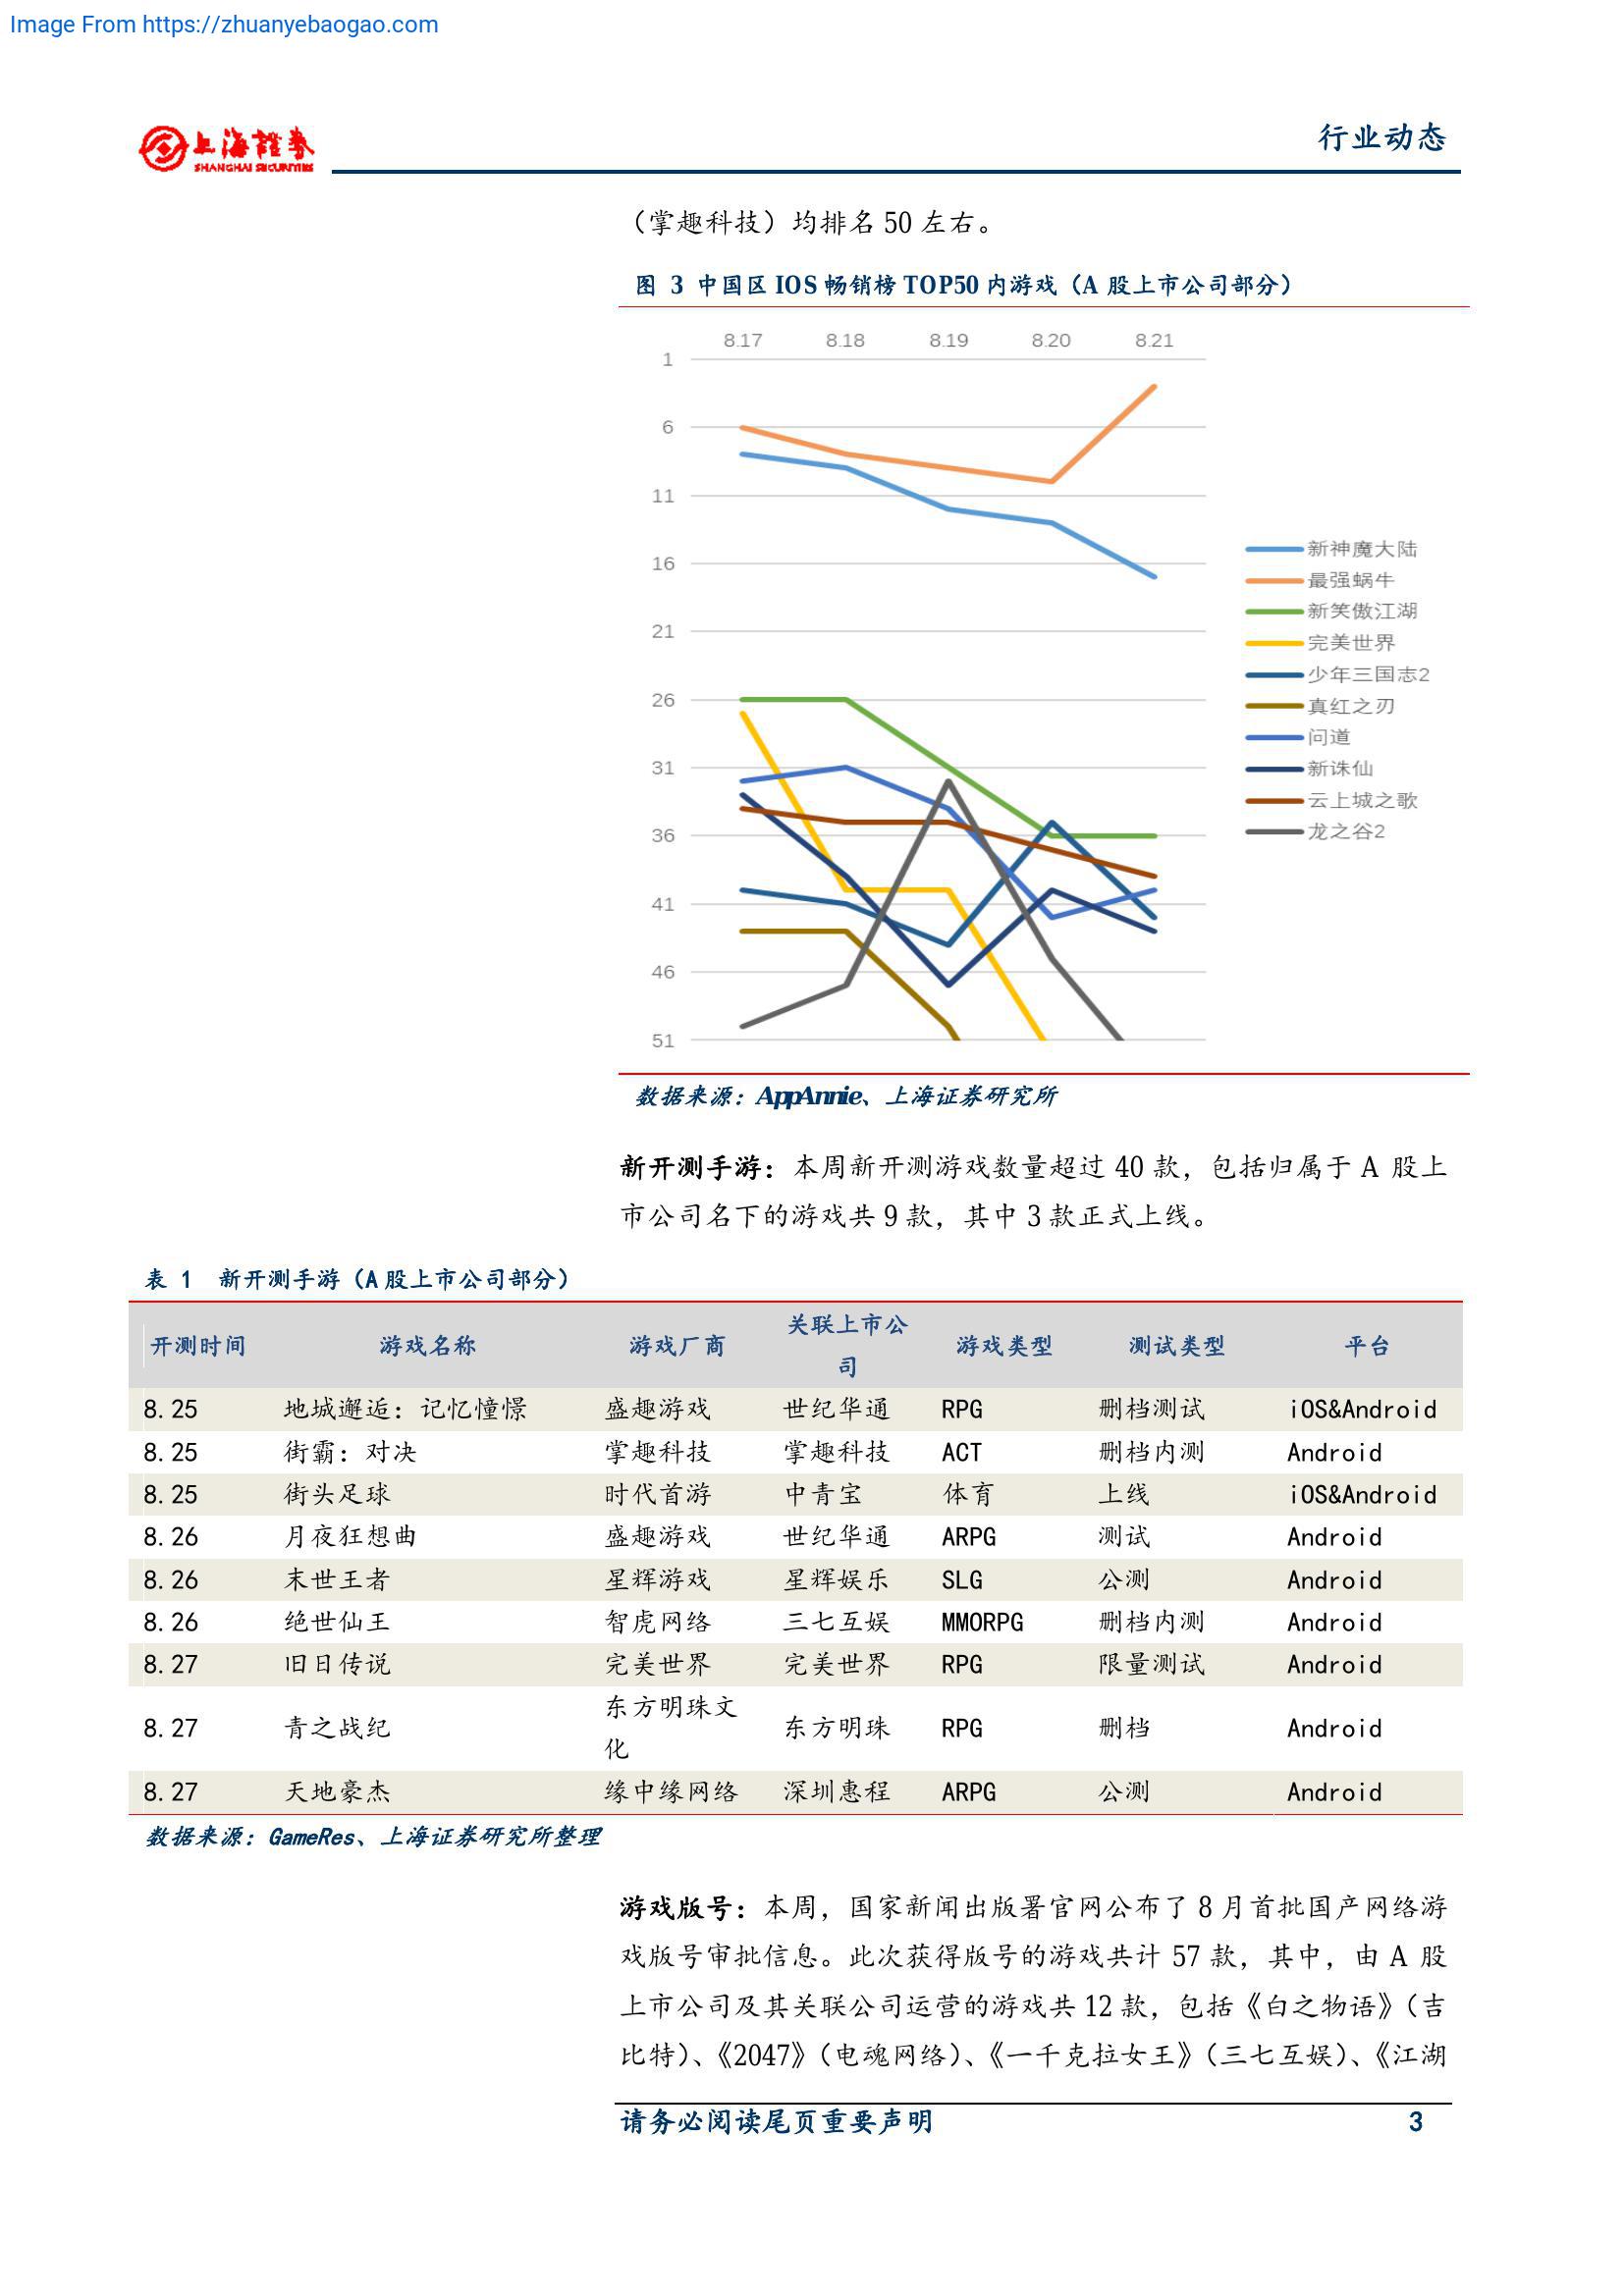 Image From https://zhuanyebaogao.com
上海證券
SHANGHAI SECURITIES
行业动态
（掌趣科技）均排名 50 左右。
图 3 中国区 IOS 畅销榜 TOP50 内游戏（A 股上市公司部分）
8.17 8.18 8.19 8.20 8.21
1
6
11
16
21
26
31
36
41
46
51
新神魔大陆
最强蜗牛
新笑傲江湖
完美世界
少年三国志2
真红之刃
问道
新诛仙
云上城之歌
龙之谷2
数据来源：AppAnnie、上海证券研究所
新开测手游：本周新开测游戏数量超过 40 款，包括归属于 A 股上
市公司名下的游戏共 9 款，其中 3 款正式上线。
表 1 新开测手游（A 股上市公司部分）
开测时间 游戏名称 游戏厂商 关联上市公司 游戏类型 测试类型 平台
8.25 地城邂逅：记忆憧憬 盛趣游戏 世纪华通 RPG 删档测试 iOS&Android
8.25 街霸：对决 掌趣科技 掌趣科技 ACT 删档内测 Android
8.25 街头足球 时代首游 中青宝 体育 上线 iOS&Android
8.26 月夜狂想曲 盛趣游戏 世纪华通 ARPG 测试 Android
8.26 末世王者 星辉游戏 星辉娱乐 SLG 公测 Android
8.26 绝世仙王 智虎网络 三七互娱 MMORPG 删档内测 Android
8.27 旧日传说 完美世界 完美世界 RPG 限量测试 Android
8.27 青之战纪 东方明珠文化 东方明珠 RPG 删档 Android
8.27 天地豪杰 缘中缘网络 深圳惠程 ARPG 公测 Android
数据来源：GameRes、上海证券研究所整理
游戏版号：本周，国家新闻出版署官网公布了 8 月首批国产网络游
戏版号审批信息。此次获得版号的游戏共计 57 款，其中，由 A 股
上市公司及其关联公司运营的游戏共 12 款，包括《白之物语》（吉
比特）、《2047》（电魂网络）、《一千克拉女王》（三七互娱）、《江湖
请务必阅读尾页重要声明 3